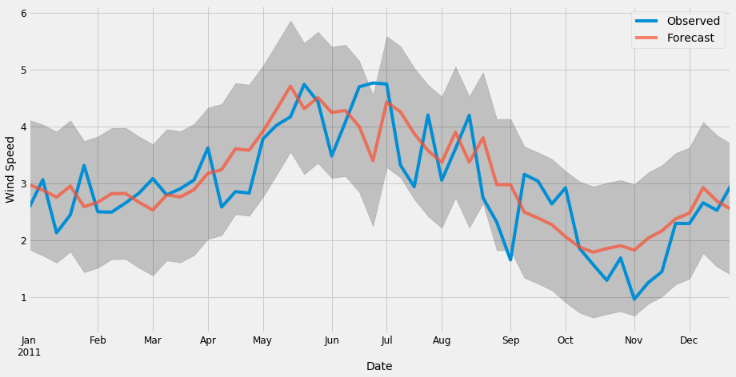 6
Observed
Forecast
5
4
3
2
1
Wind Speed
Jan Feb Mar Apr May Jun Jul Aug Sep Oct Nov Dec
2011
Date